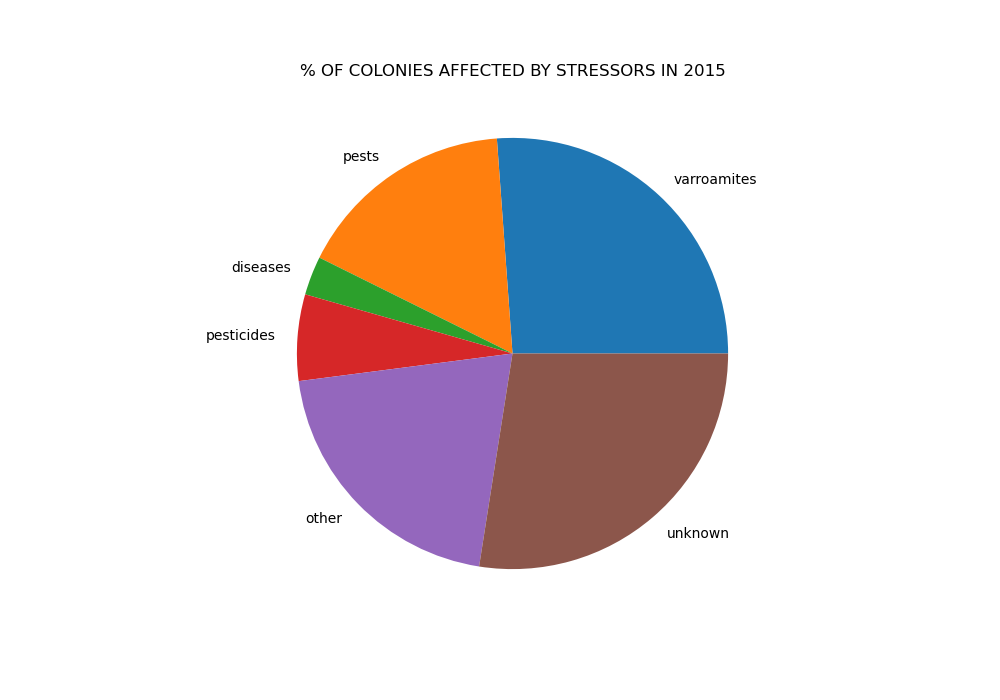 % OF COLONIES AFFECTED BY STRESSORS IN 2015
pests
varroamites
diseases
pesticides
other
unknown